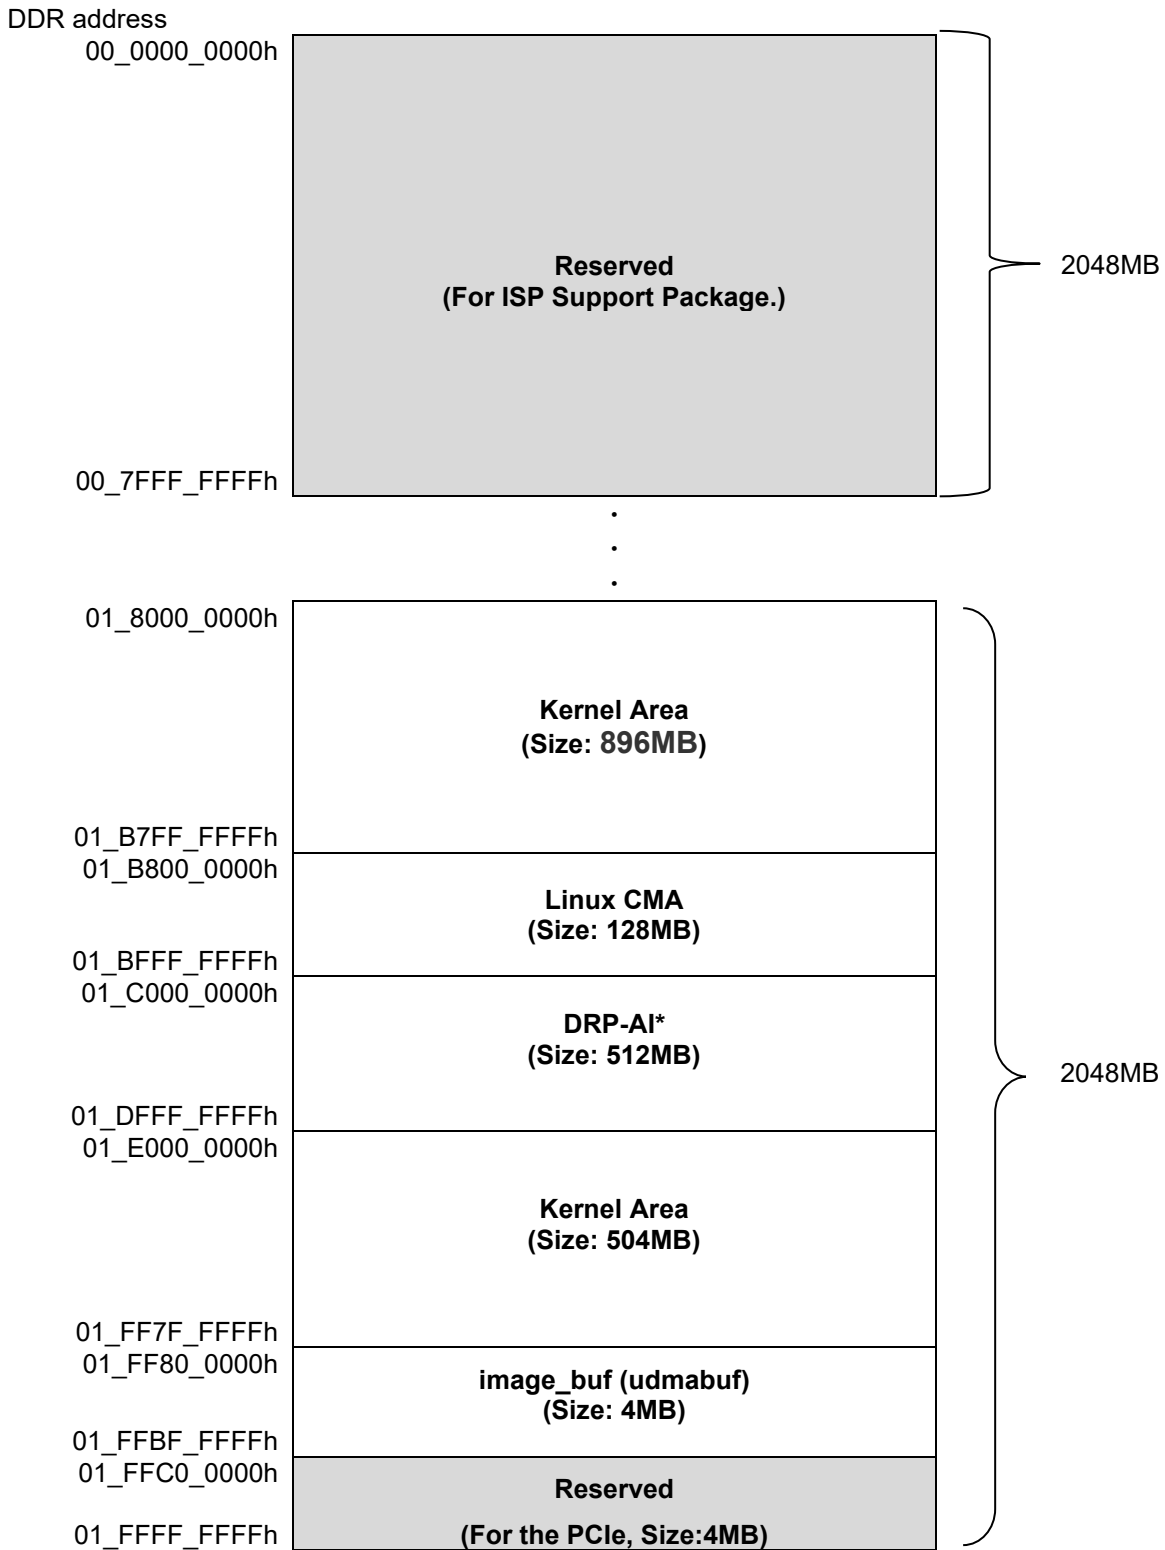 DDR address
00_0000_0000h
Reserved
(For ISP Support Package.)
2048MB
00_7FFF_FFFFh
.
.
.
01_8000_0000h
Kernel Area
(Size: 896MB)
01_B7FF_FFFFh
01_B800_0000h
Linux CMA
(Size: 128MB)
01_BFFF_FFFFh
01_C000_0000h
DRP-AI*
(Size: 512MB)
2048MB
01_DFFF_FFFFh
01_E000_0000h
Kernel Area
(Size: 504MB)
01_FF7F_FFFFh
01_FF80_0000h
image_buf (udmabuf)
(Size: 4MB)
01_FFBF_FFFFh
01_FFC0_0000h
Reserved
(For the PCIe, Size:4MB)
01_FFFF_FFFFh